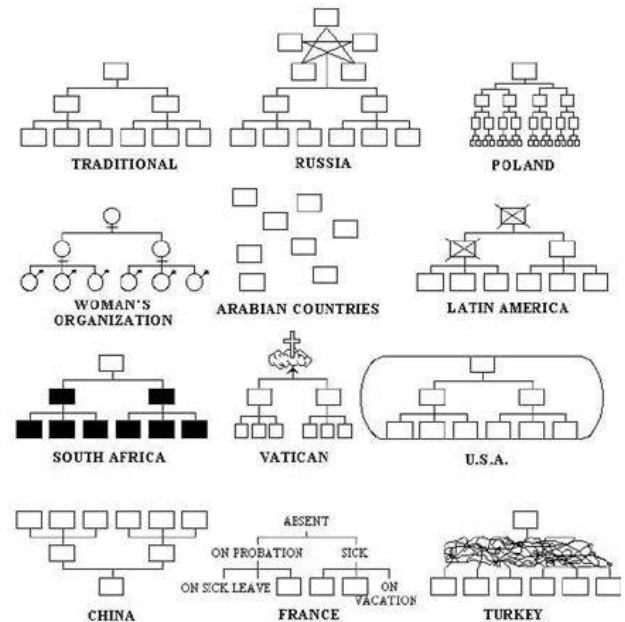 TRADITIONAL
RUSSIA
POLAND
WOMAN'S
ORGANIZATION
ARABIAN COUNTRIES
LATIN AMERICA
SOUTH AFRICA
VATICAN
U.S.A.
ABSENT
ON PROBATION
SICK
ON SICK LEAVE
ON
VACATION
CHINA
FRANCE
TURKEY